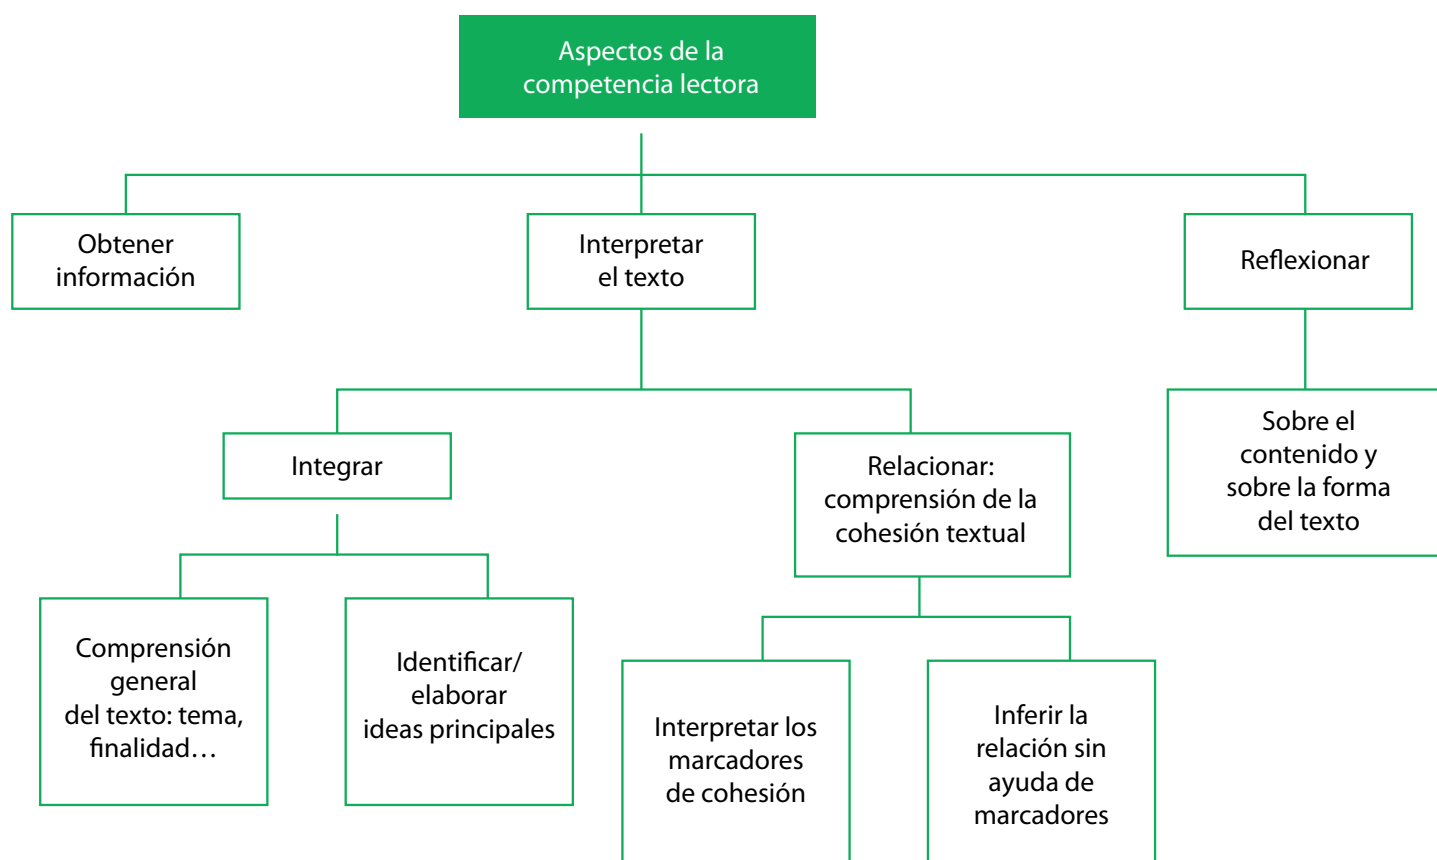 Aspectos de la
competencia lectora
Obtener
información
Interpretar
el texto
Reflexionar
Integrar
Relacionar:
comprensión de la
cohesión textual
Sobre el
contenido y
sobre la forma
del texto
Comprensión
general
del texto: tema,
finalidad…
Identificar/
elaborar
ideas principales
Interpretar los
marcadores
de cohesión
Inferir la
relación sin
ayuda de
marcadores